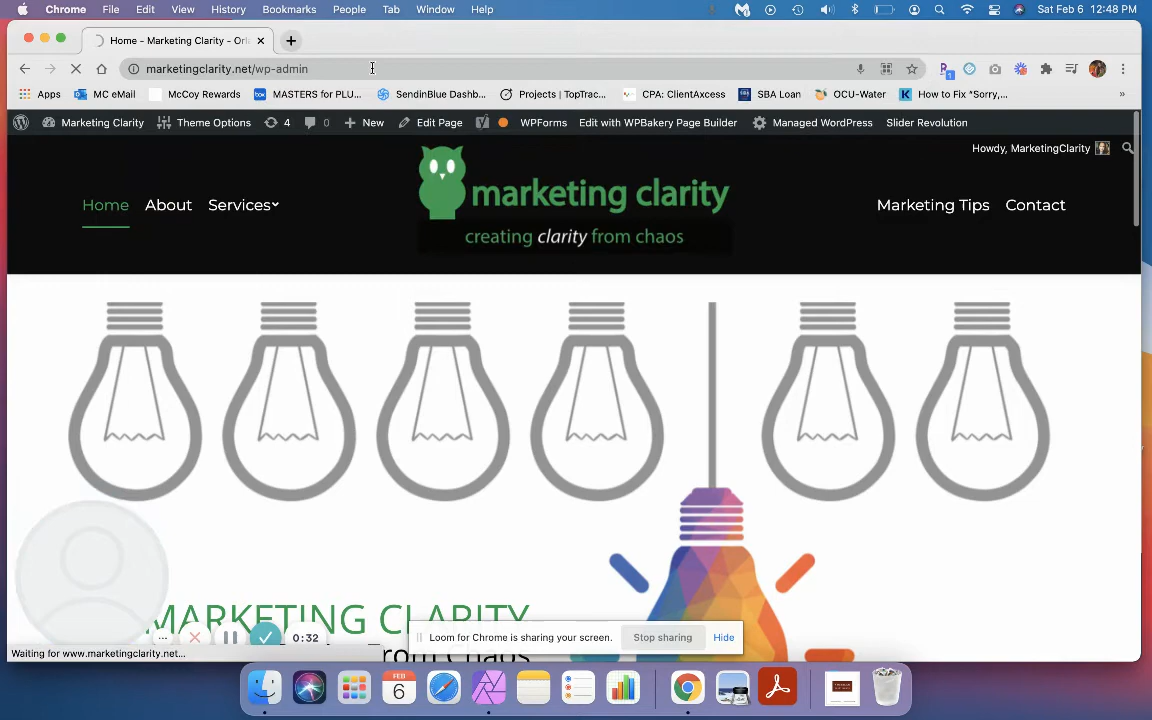 Chrome File Edit View History Bookmarks People Tab Window Help Sat Feb 6 12:48 PM
Home - Marketing Clarity - Orl
marketingclarity.net/wp-admin
Apps MC eMail McCoy Rewards MASTERS for PLU... SendinBlue Dashb... Projects | TopTrac... CPA: ClientAxcess SBA Loan OCU-Water How to Fix “Sorry,... »
Marketing Clarity Theme Options 4 0 New Edit Page WPForms Edit with WPBakery Page Builder Managed WordPress Slider Revolution
Howdy, MarketingClarity
marketing clarity
Home About Services Marketing Tips Contact
creating clarity from chaos
MARKETING CLARITY
From Chaos
0:32
Loom for Chrome is sharing your screen. Stop sharing Hide
Waiting for www.marketingclarity.net...
FEB
6